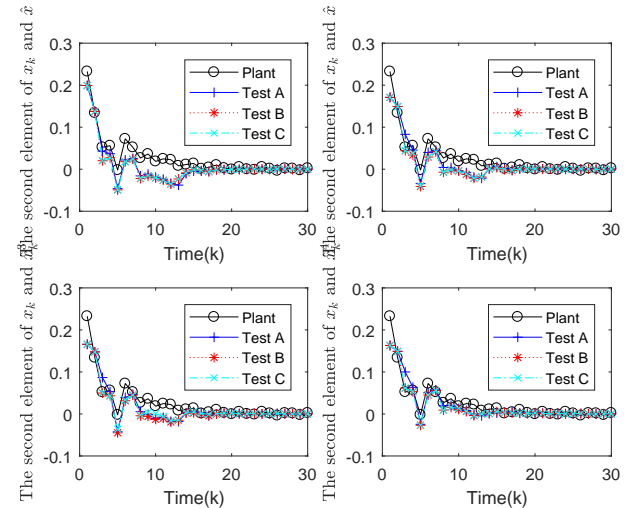 The second element of x_k and x̂
0.3
0.2
0.1
0
-0.1
0 10 20 30
Time(k)
Plant
Test A
Test B
Test C
he second element of x_k and x̂
0.3
0.2
0.1
0
-0.1
0 10 20 30
Time(k)
Plant
Test A
Test B
Test C
The second element of x_k and x̂_k
0.3
0.2
0.1
0
-0.1
0 10 20 30
Time(k)
Plant
Test A
Test B
Test C
The second element of x_k and x̂_k
0.3
0.2
0.1
0
-0.1
0 10 20 30
Time(k)
Plant
Test A
Test B
Test C